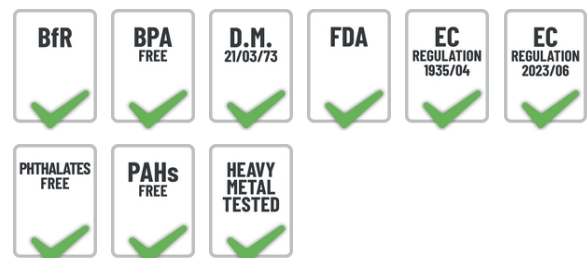 BfR
BPA
FREE
D.M.
21/03/73
FDA
EC
REGULATION
1935/04
EC
REGULATION
2023/06
PHTHALATES
FREE
PAHs
FREE
HEAVY
METAL
TESTED